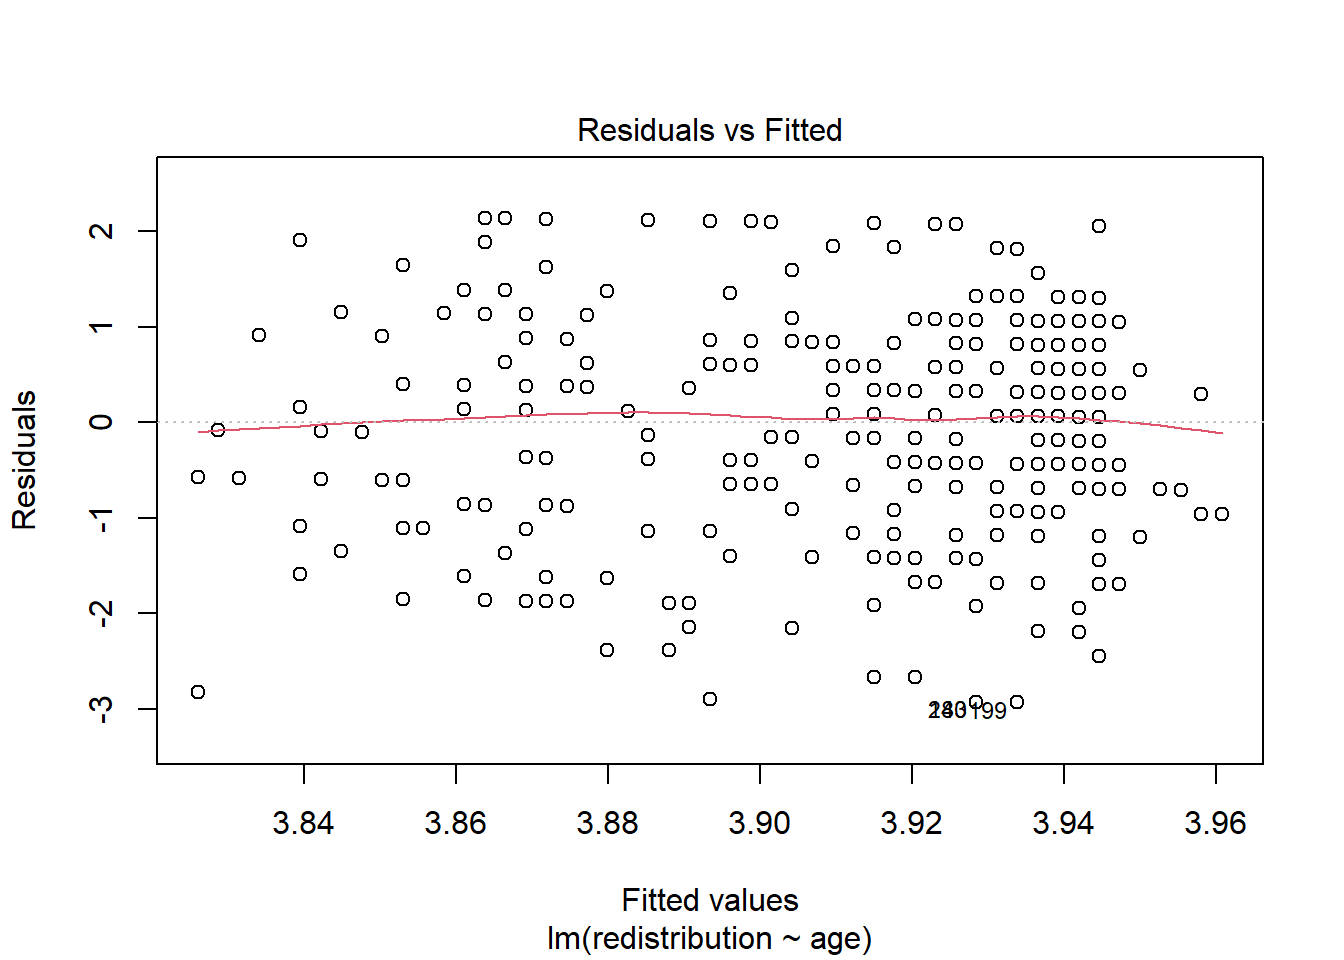 Residuals vs Fitted
Residuals
2
1
0
-1
-2
-3
199
3.84 3.86 3.88 3.90 3.92 3.94 3.96
Fitted values
lm(redistribution ~ age)